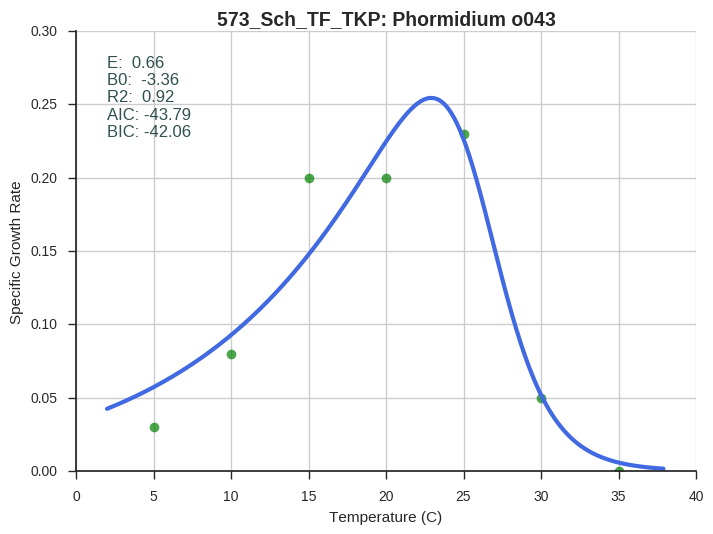 573_Sch_TF_TKP: Phormidium o043
E:  0.66
B0:  -3.36
R2:  0.92
AIC: -43.79
BIC: -42.06
0.30
0.25
0.20
0.15
0.10
0.05
0.00
Specific Growth Rate
0 5 10 15 20 25 30 35 40
Temperature (C)